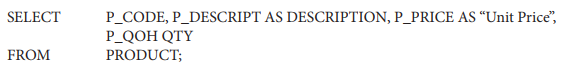 SELECT P_CODE, P_DESCRIPT AS DESCRIPTION, P_PRICE AS “Unit Price”,
P_QOH QTY
FROM PRODUCT;